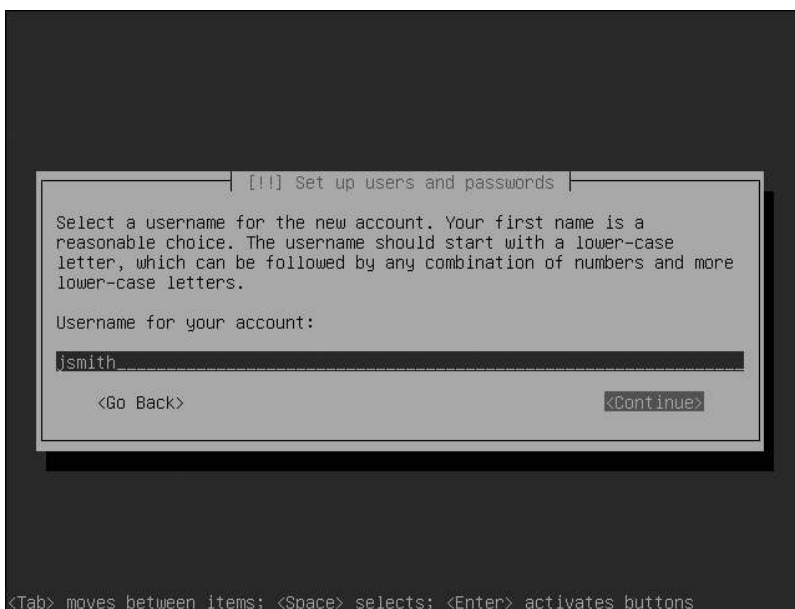 [!!] Set up users and passwords
Select a username for the new account. Your first name is a
reasonable choice. The username should start with a lower-case
letter, which can be followed by any combination of numbers and more
lower-case letters.
Username for your account:
jsmith
<Go Back> <Continue>
<Tab> moves between items; <Space> selects; <Enter> activates buttons